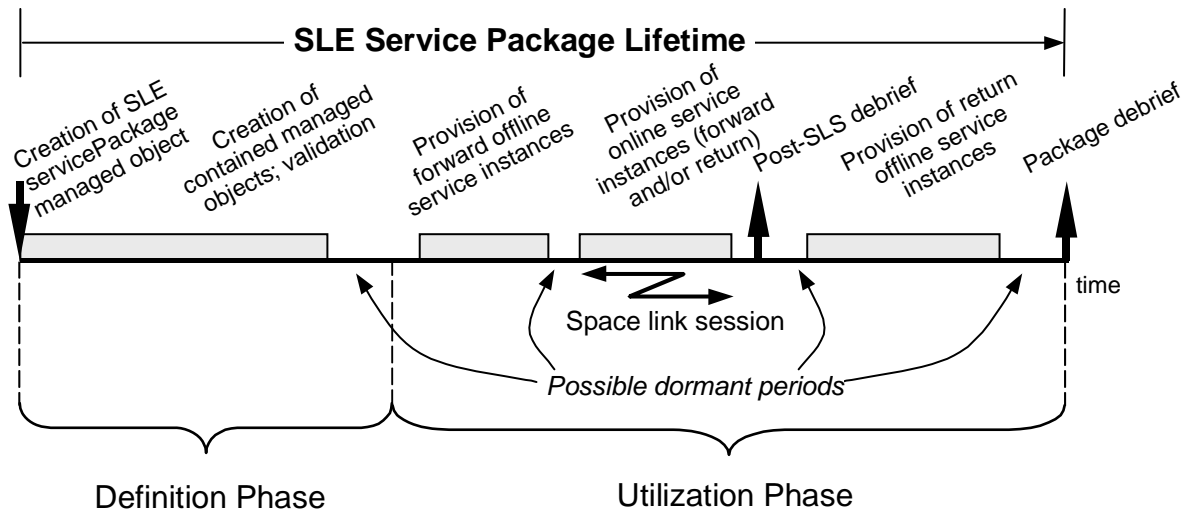 SLE Service Package Lifetime
Creation of SLE
servicePackage
managed object
Creation of
contained managed
objects; validation
Provision of
forward offline
service instances
Provision of
online service
instances (forward
and/or return)
Post-SLS debrief
Provision of return
offline service
instances
Package debrief
time
Space link session
Possible dormant periods
Definition Phase
Utilization Phase